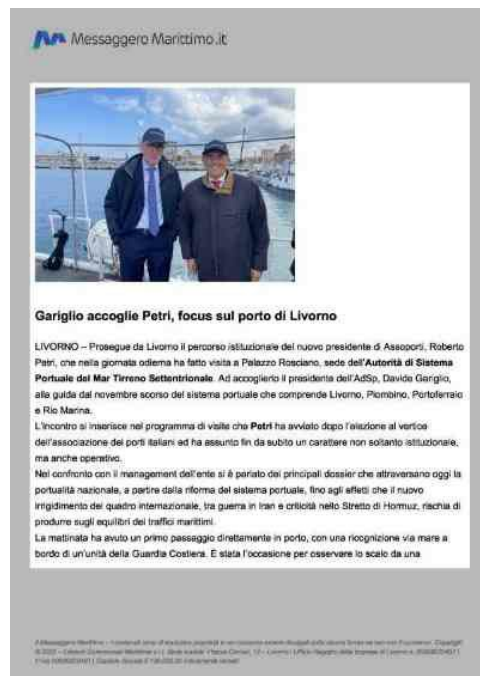 Messaggero Marittimo.it
Gariglio accoglie Petri, focus sul porto di Livorno
LIVORNO – Prosegue da Livorno il percorso istituzionale del nuovo presidente di Assoporti, Roberto
Petri, che nella giornata odierna ha fatto visita a Palazzo Rosciano, sede dell'Autorità di Sistema
Portuale del Mar Tirreno Settentrionale. Ad accoglierlo il presidente dell'AdSp, Davide Gariglio,
alla guida dal novembre scorso del sistema portuale che comprende Livorno, Piombino, Portoferraio
e Rio Marina.
L'incontro si inserisce nel programma di visite che Petri ha avviato dopo l'elezione al vertice
dell'associazione dei porti italiani ed ha assunto fin da subito un carattere non soltanto istituzionale,
ma anche operativo.
Nel confronto con il management dell'ente si è parlato dei principali dossier che attraversano oggi la
portualità nazionale, a partire dalla riforma del sistema portuale, fino agli effetti che il nuovo
irrigidimento del quadro internazionale, tra guerra in Iran e criticità nello Stretto di Hormuz, rischia di
produrre sugli equilibri dei traffici marittimi.
La mattinata ha avuto un primo passaggio direttamente in porto, con una ricognizione via mare a
bordo di un'unità della Guardia Costiera. È stata l'occasione per osservare lo scalo da una